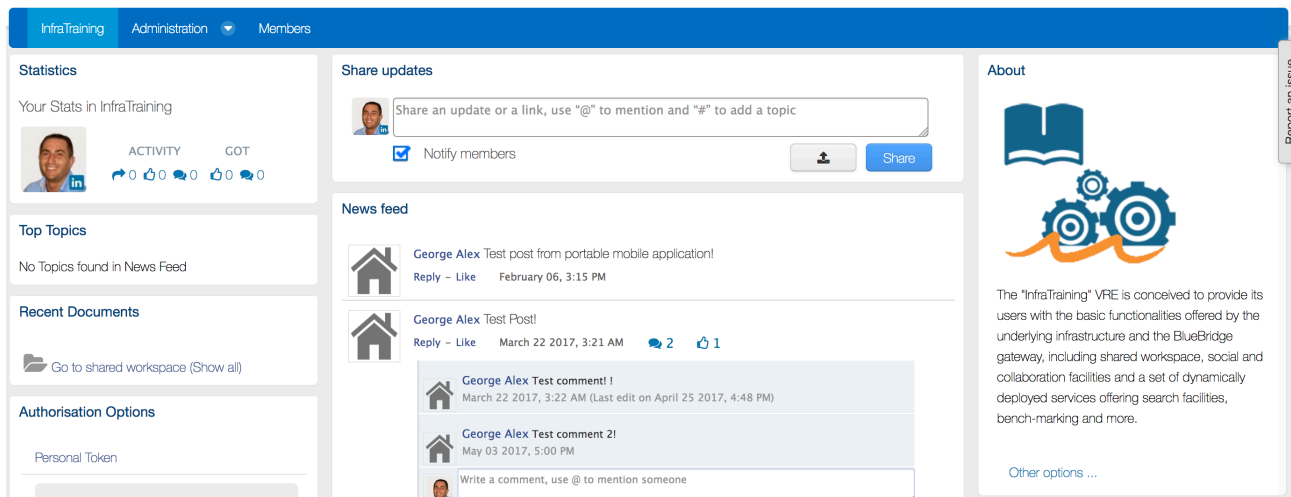 InfraTraining Administration Members
Statistics
Your Stats in InfraTraining
ACTIVITY GOT
0 0 0 0 0
in
Top Topics
No Topics found in News Feed
Recent Documents
Go to shared workspace (Show all)
Authorisation Options
Personal Token
Share updates
Share an update or a link, use “@” to mention and “#” to add a topic
in
Notify members
Share
News feed
George Alex Test post from portable mobile application!
Reply - Like February 06, 3:15 PM
George Alex Test Post!
Reply - Like March 22 2017, 3:21 AM 2 1
George Alex Test comment! !
March 22 2017, 3:22 AM (Last edit on April 25 2017, 4:48 PM)
George Alex Test comment 2!
May 03 2017, 5:00 PM
Write a comment, use @ to mention someone
About
The "InfraTraining" VRE is conceived to provide its
users with the basic functionalities offered by the
underlying infrastructure and the BlueBridge
gateway, including shared workspace, social and
collaboration facilities and a set of dynamically
deployed services offering search facilities,
bench-marking and more.
Other options ...
Report an issue